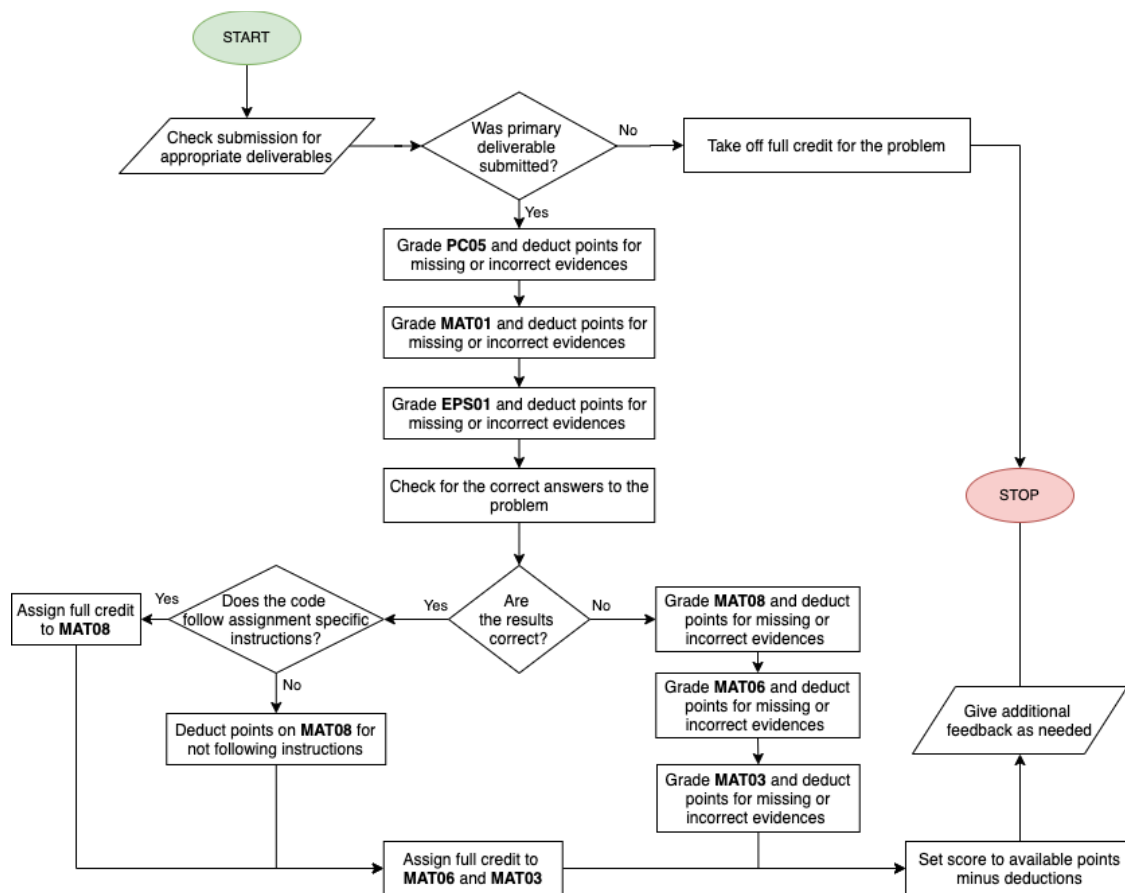 START
Check submission for
appropriate deliverables
Was primary
deliverable
submitted?
No
Take off full credit for the problem
Yes
Grade PC05 and deduct points for
missing or incorrect evidences
Grade MAT01 and deduct points for
missing or incorrect evidences
Grade EPS01 and deduct points for
missing or incorrect evidences
Check for the correct answers to the
problem
STOP
Are
the results
correct?
Yes
Does the code
follow assignment specific
instructions?
Yes
Assign full credit
to MAT08
No
Deduct points on MAT08 for
not following instructions
No
Grade MAT08 and deduct
points for missing or
incorrect evidences
Grade MAT06 and deduct
points for missing or
incorrect evidences
Grade MAT03 and deduct
points for missing or
incorrect evidences
Assign full credit to
MAT06 and MAT03
Set score to available points
minus deductions
Give additional
feedback as needed